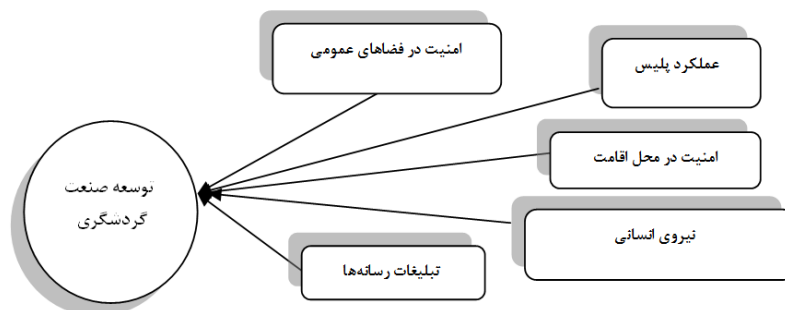 امنیت در فضاهای عمومی
عملکرد پلیس
امنیت در محل اقامت
توسعه صنعت
گردشگری
نیروی انسانی
تبلیغات رسانه‌ها